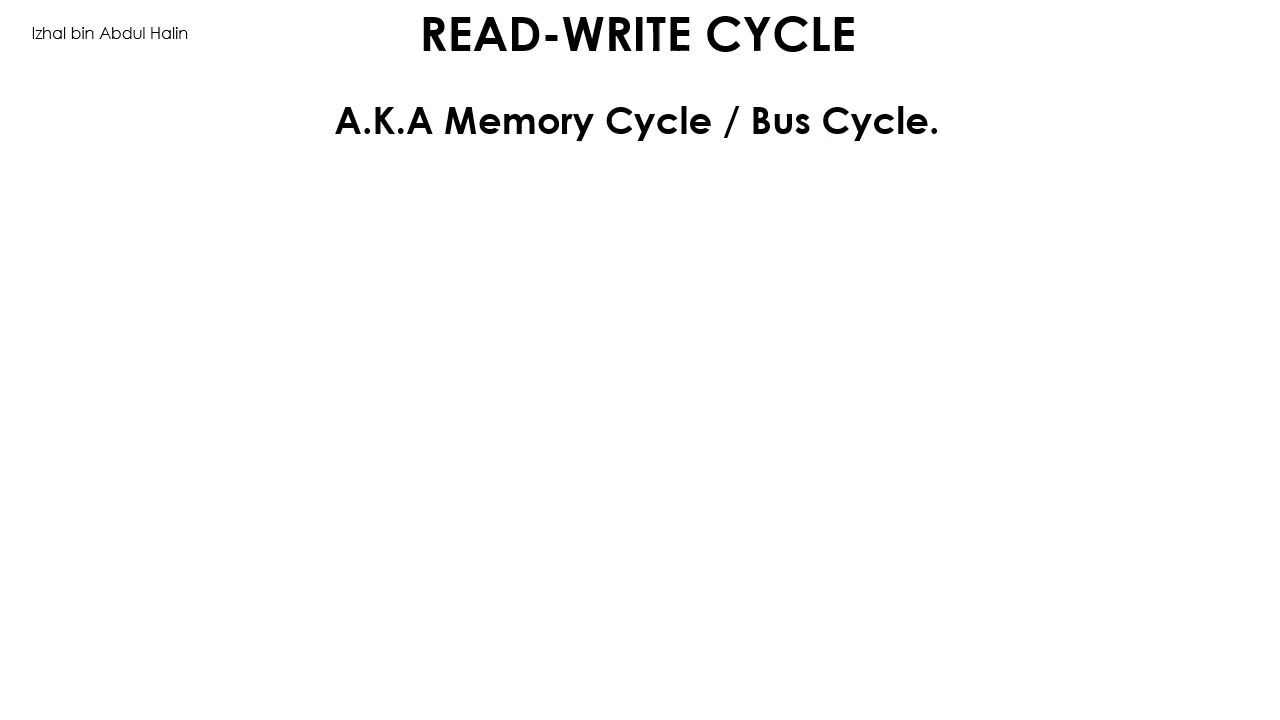 Izhal bin Abdul Halin
READ-WRITE CYCLE
A.K.A Memory Cycle / Bus Cycle.